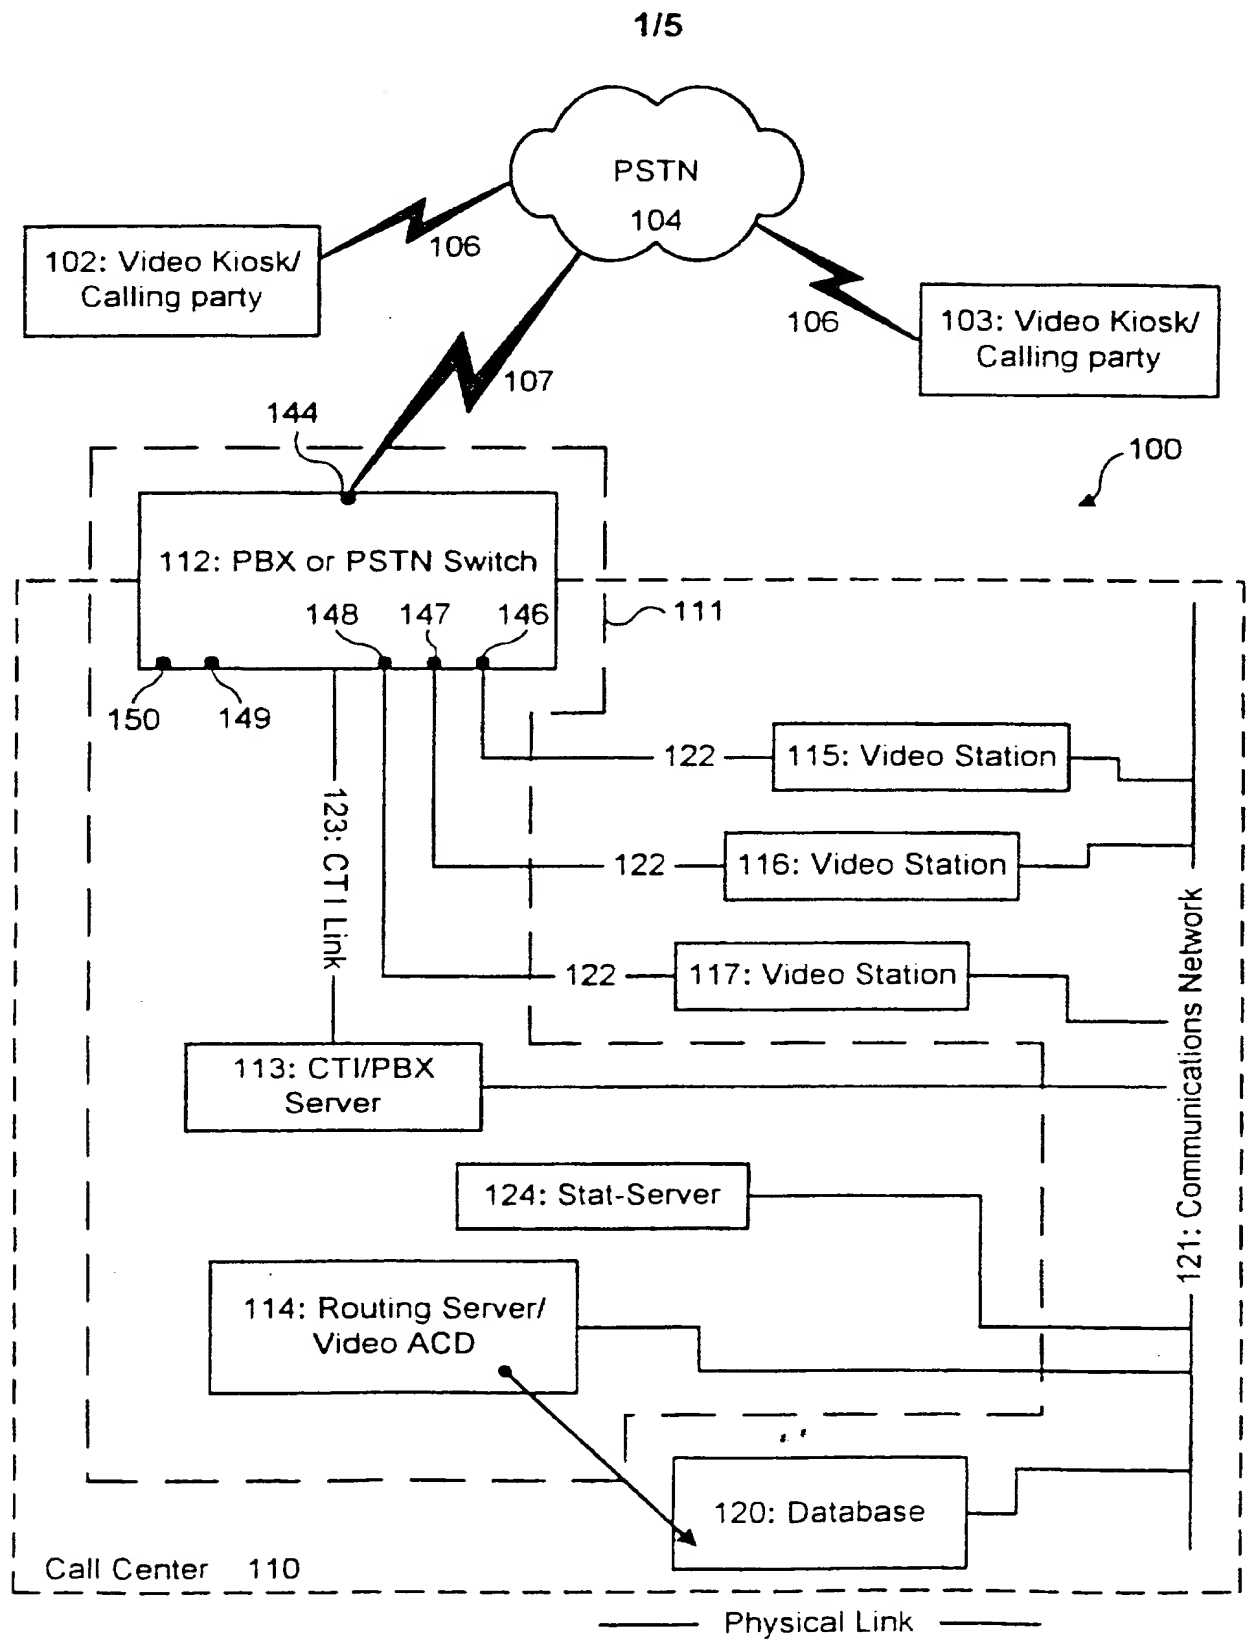 1/5
PSTN
104
106
102: Video Kiosk/
Calling party
106
103: Video Kiosk/
Calling party
107
144
100
112: PBX or PSTN Switch
148
147
146
111
150
149
122
115: Video Station
123: CTI Link
122
116: Video Station
122
117: Video Station
121: Communications Network
113: CTI/PBX
Server
124: Stat-Server
114: Routing Server/
Video ACD
120: Database
Call Center 110
Physical Link